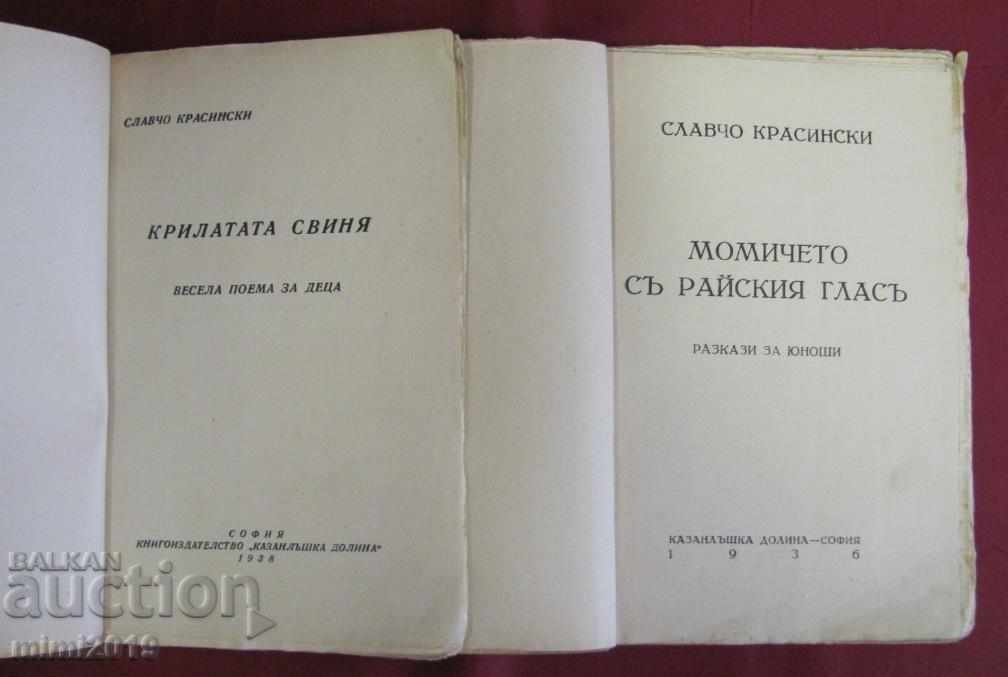 СЛАВЧО КРАСИНСКИ
КРИЛАТАТА СВИНЯ
ВЕСЕЛА ПОЕМА ЗА ДЕЦА
СОФИЯ
КНИГОИЗДАТЕЛСТВО „КАЗАНЛЪШКА ДОЛИНА"
1938
СЛАВЧО КРАСИНСКИ
МОМИЧЕТО
СЪ РАЙСКИЯ ГЛАСЪ
РАЗКАЗИ ЗА ЮНОШИ
КАЗАНЛЪШКА ДОЛИНА—СОФИЯ
1936
BALKAN
auction
mimi2019